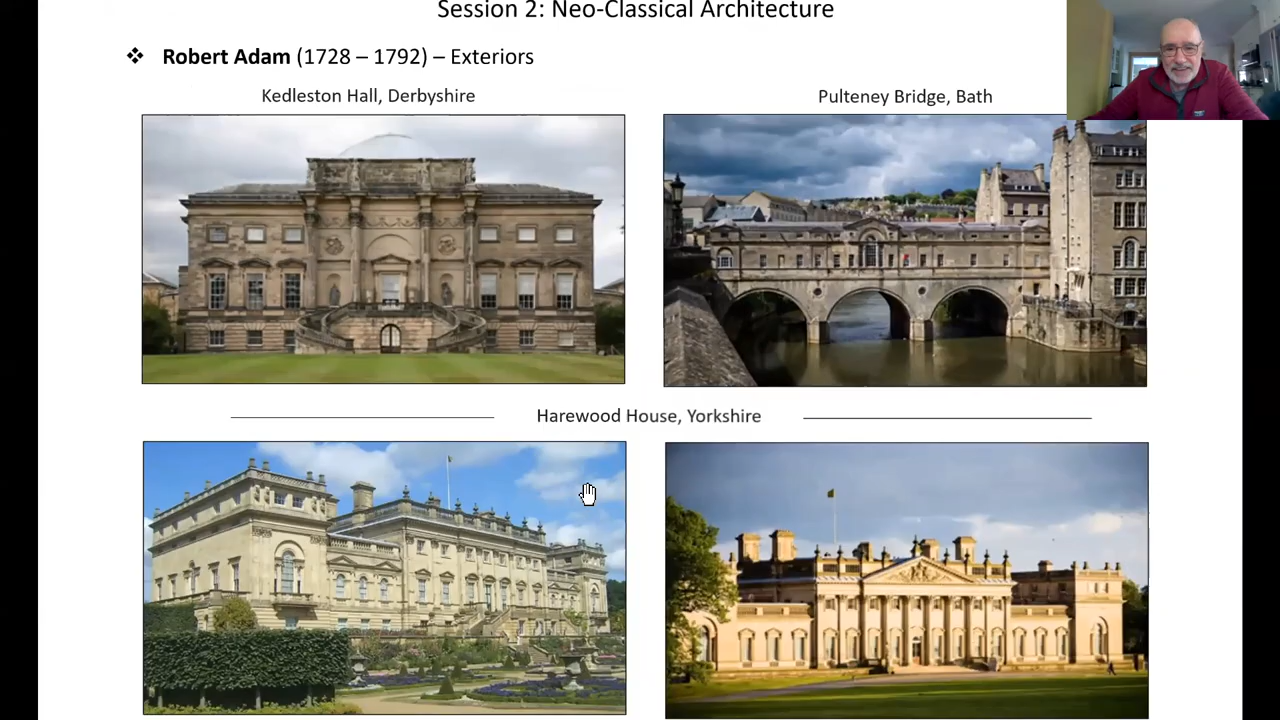 Session 2: Neo-Classical Architecture
❖ Robert Adam (1728 – 1792) – Exteriors
Kedleston Hall, Derbyshire
Pulteney Bridge, Bath
Harewood House, Yorkshire